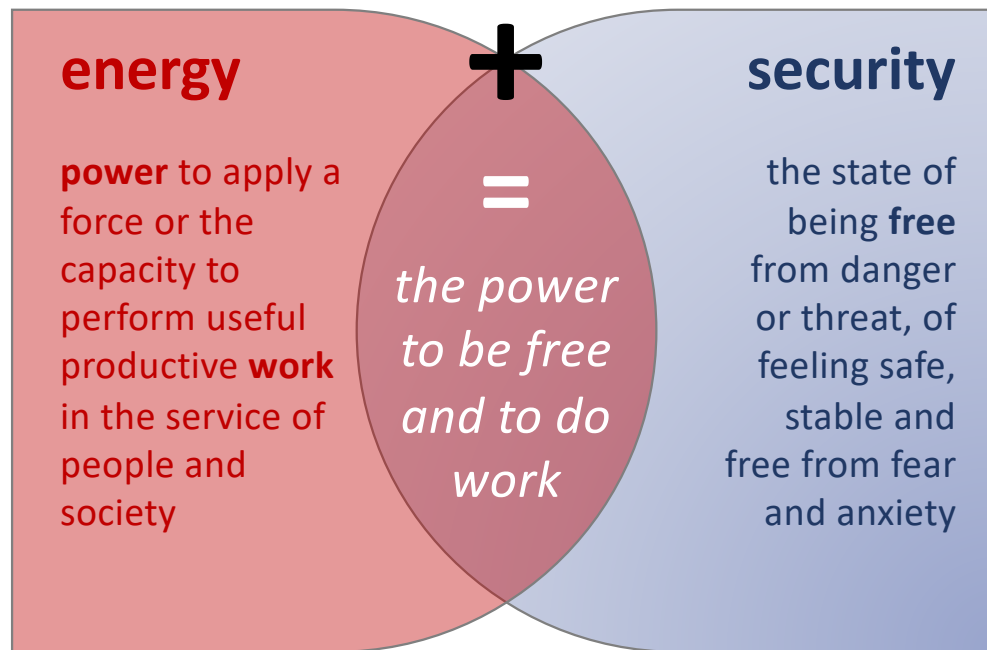 energy
power to apply a
force or the
capacity to
perform useful
productive work
in the service of
people and
society
+
=
the power
to be free
and to do
work
security
the state of
being free
from danger
or threat, of
feeling safe,
stable and
free from fear
and anxiety